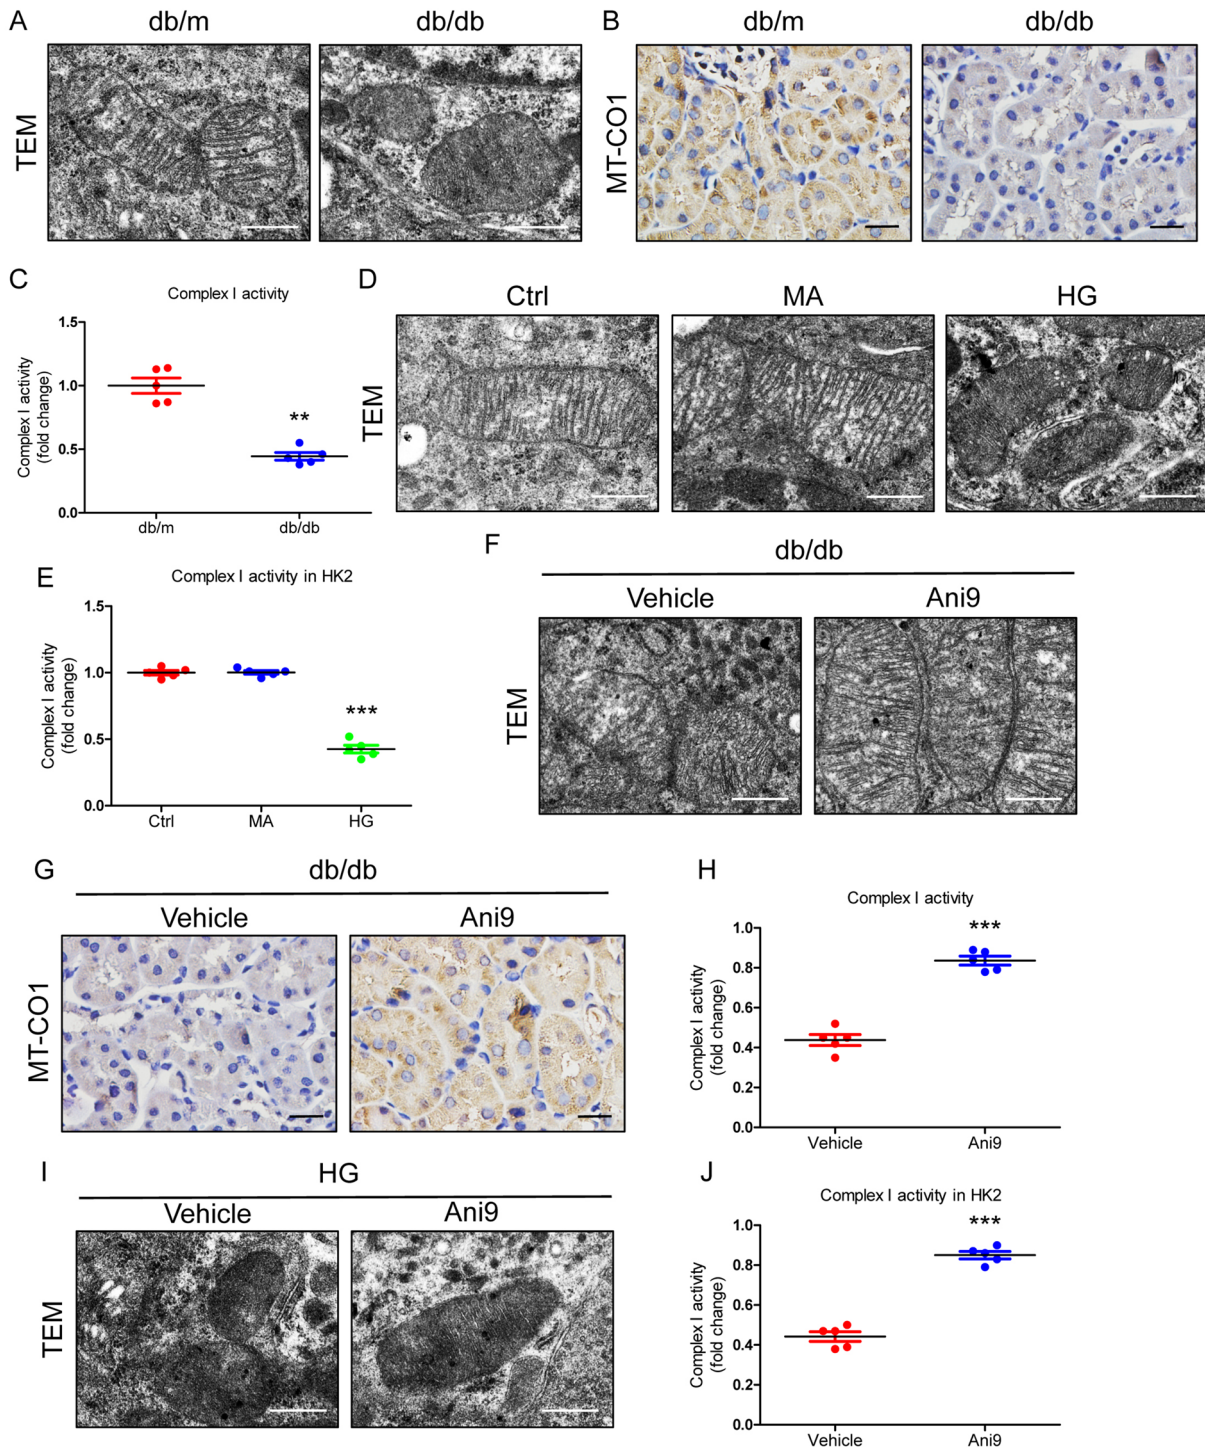 A
db/m
db/db
TEM
B
db/m
db/db
MT-CO1
C
Complex I activity
Complex I activity
(fold change)
1.5
1.0
0.5
0.0
**
db/m
db/db
D
Ctrl
MA
HG
TEM
E
Complex I activity in HK2
Complex I activity
(fold change)
1.5
1.0
0.5
0.0
***
Ctrl
MA
HG
F
db/db
Vehicle
Ani9
TEM
G
db/db
Vehicle
Ani9
MT-CO1
H
Complex I activity
Complex I activity
(fold change)
1.0
0.8
0.6
0.4
0.2
0.0
***
Vehicle
Ani9
I
HG
Vehicle
Ani9
TEM
J
Complex I activity in HK2
Complex I activity
(fold change)
1.0
0.8
0.6
0.4
0.2
0.0
***
Vehicle
Ani9